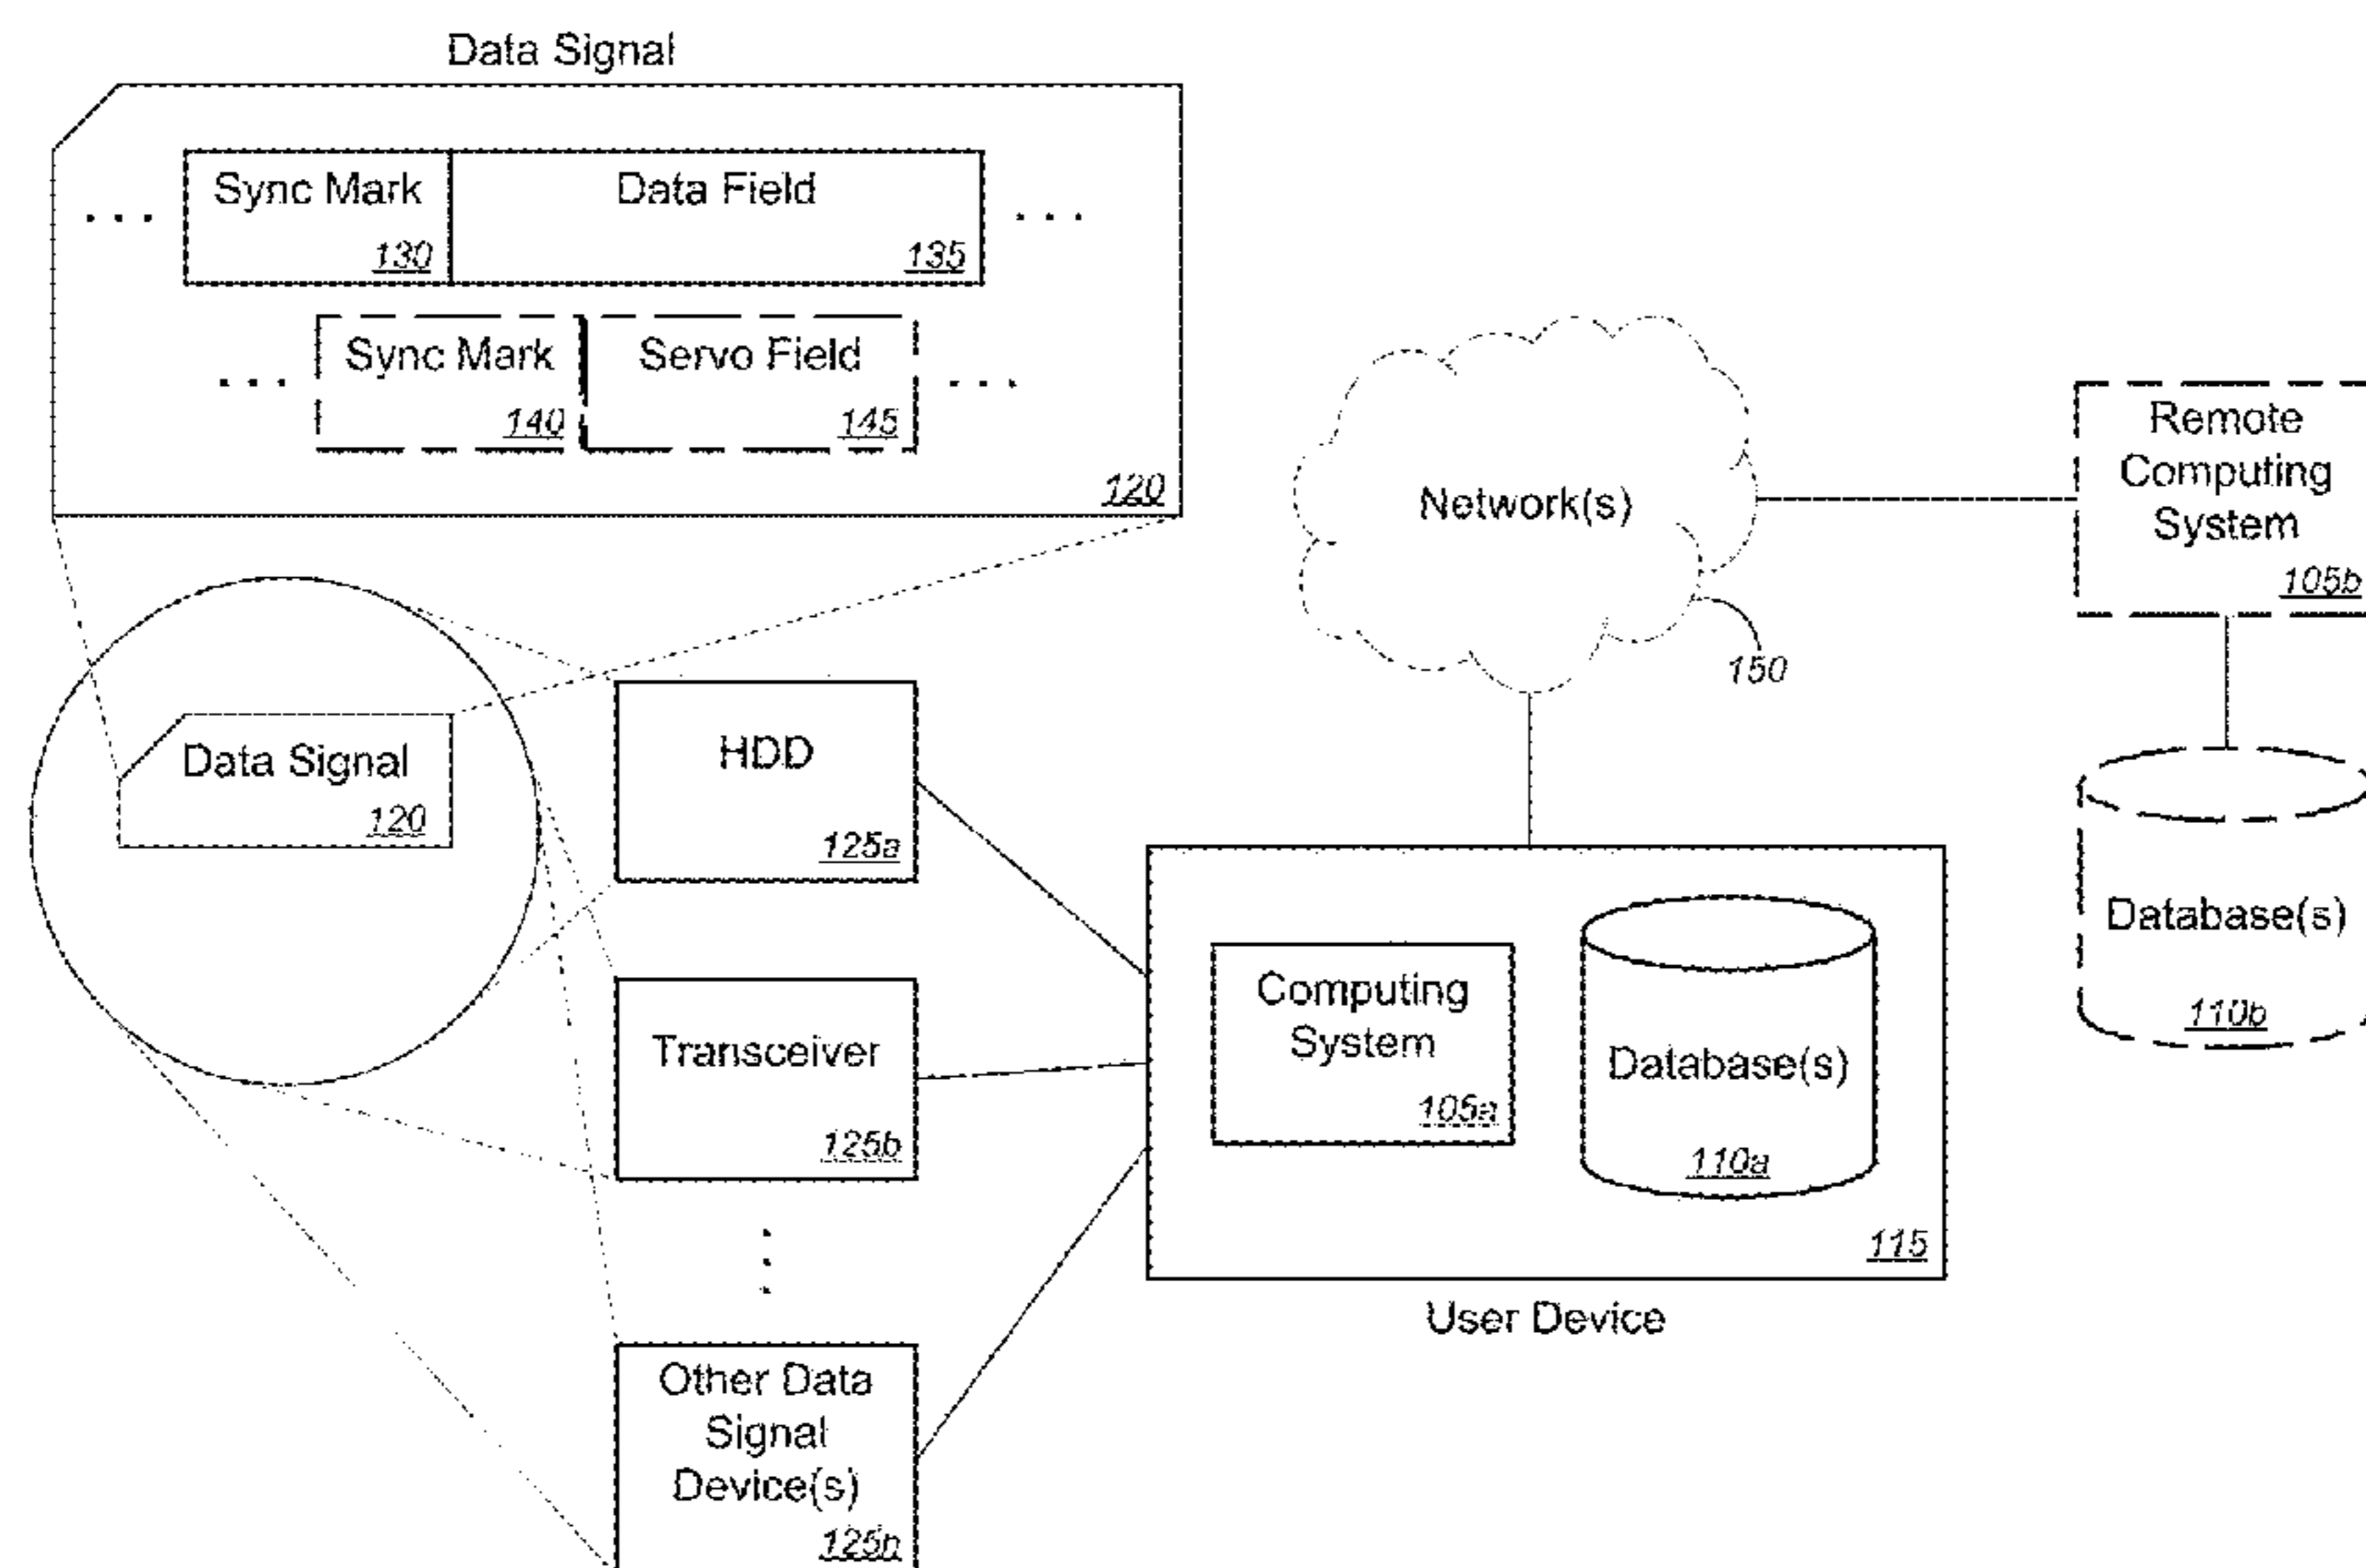 Data Signal
Sync Mark
130
Data Field
135
. . .
. . .
Sync Mark
140
Servo Field
145
. . .
. . .
120
Network(s)
150
Remote
Computing
System
105b
Data Signal
120
HDD
125a
Database(s)
110b
Transceiver
125b
Computing
System
105a
Database(s)
110a
115
User Device
Other Data
Signal
Device(s)
125n